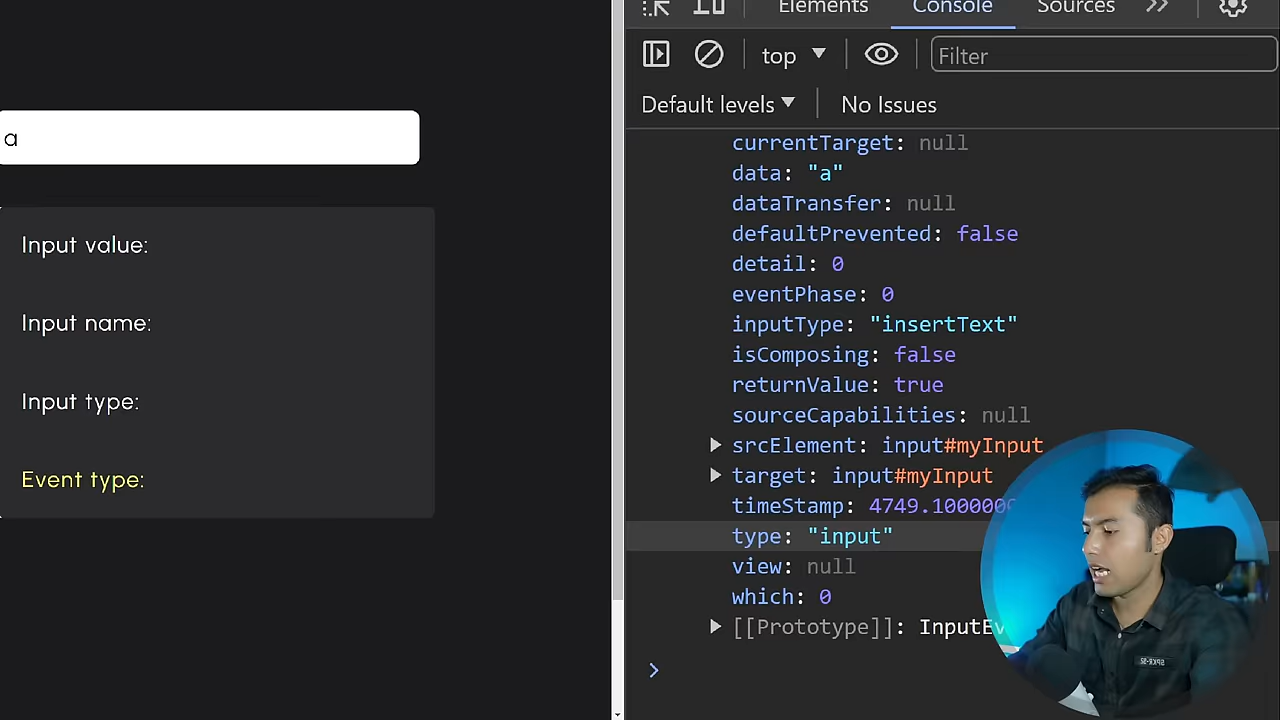 Elements Console Sources
top Filter
Default levels No Issues
a
Input value:
Input name:
Input type:
Event type:
currentTarget: null
data: "a"
dataTransfer: null
defaultPrevented: false
detail: 0
eventPhase: 0
inputType: "insertText"
isComposing: false
returnValue: true
sourceCapabilities: null
srcElement: input#myInput
target: input#myInput
timeStamp: 4749.1000000
type: "input"
view: null
which: 0
[[Prototype]]: InputEv